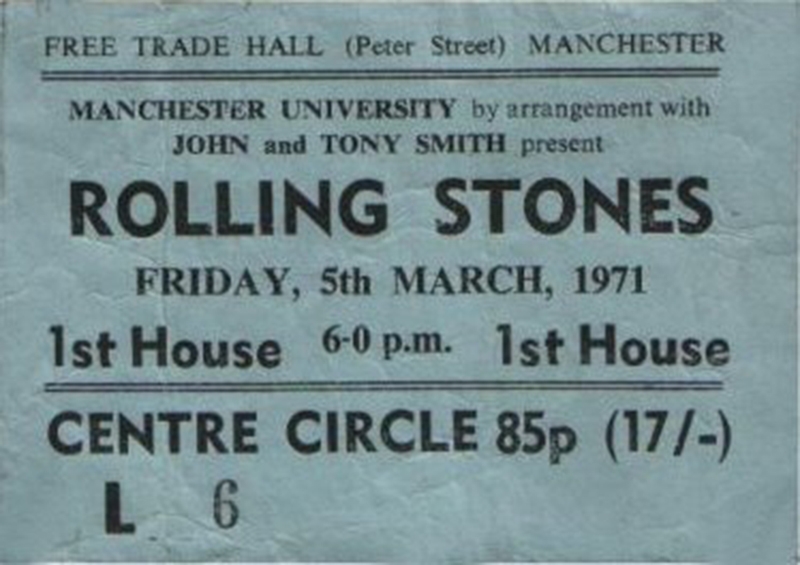 FREE TRADE HALL (Peter Street) MANCHESTER
MANCHESTER UNIVERSITY by arrangement with
JOHN and TONY SMITH present
ROLLING STONES
FRIDAY, 5th MARCH, 1971
1st House 6-0 p.m. 1st House
CENTRE CIRCLE 85p (17/-)
L 6